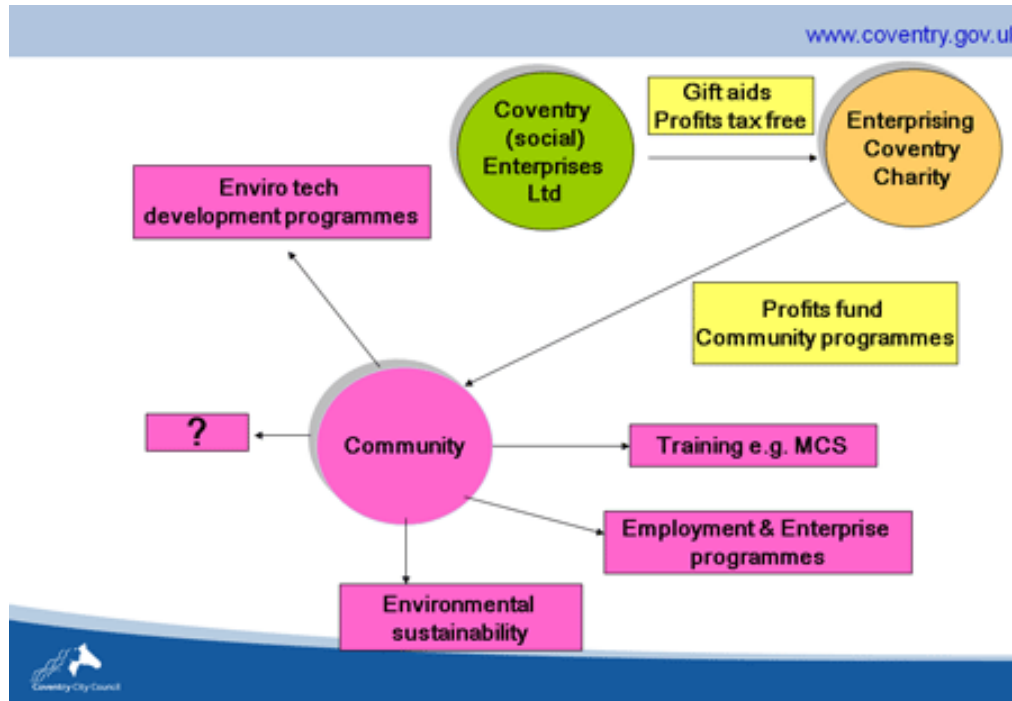 www.coventry.gov.uk
Coventry
(social)
Enterprises
Ltd
Gift aids
Profits tax free
Enterprising
Coventry
Charity
Enviro tech
development programmes
Profits fund
Community programmes
?
Community
Training e.g. MCS
Employment & Enterprise
programmes
Environmental
sustainability
Coventry City Council